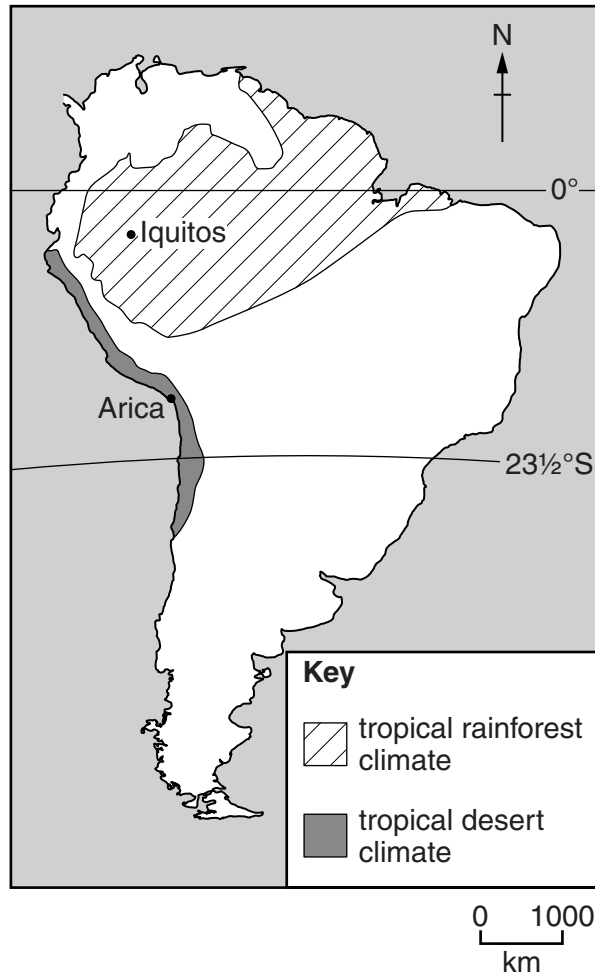 N
0°
Iquitos
Arica
23½°S
Key
tropical rainforest
climate
tropical desert
climate
0 1000
km